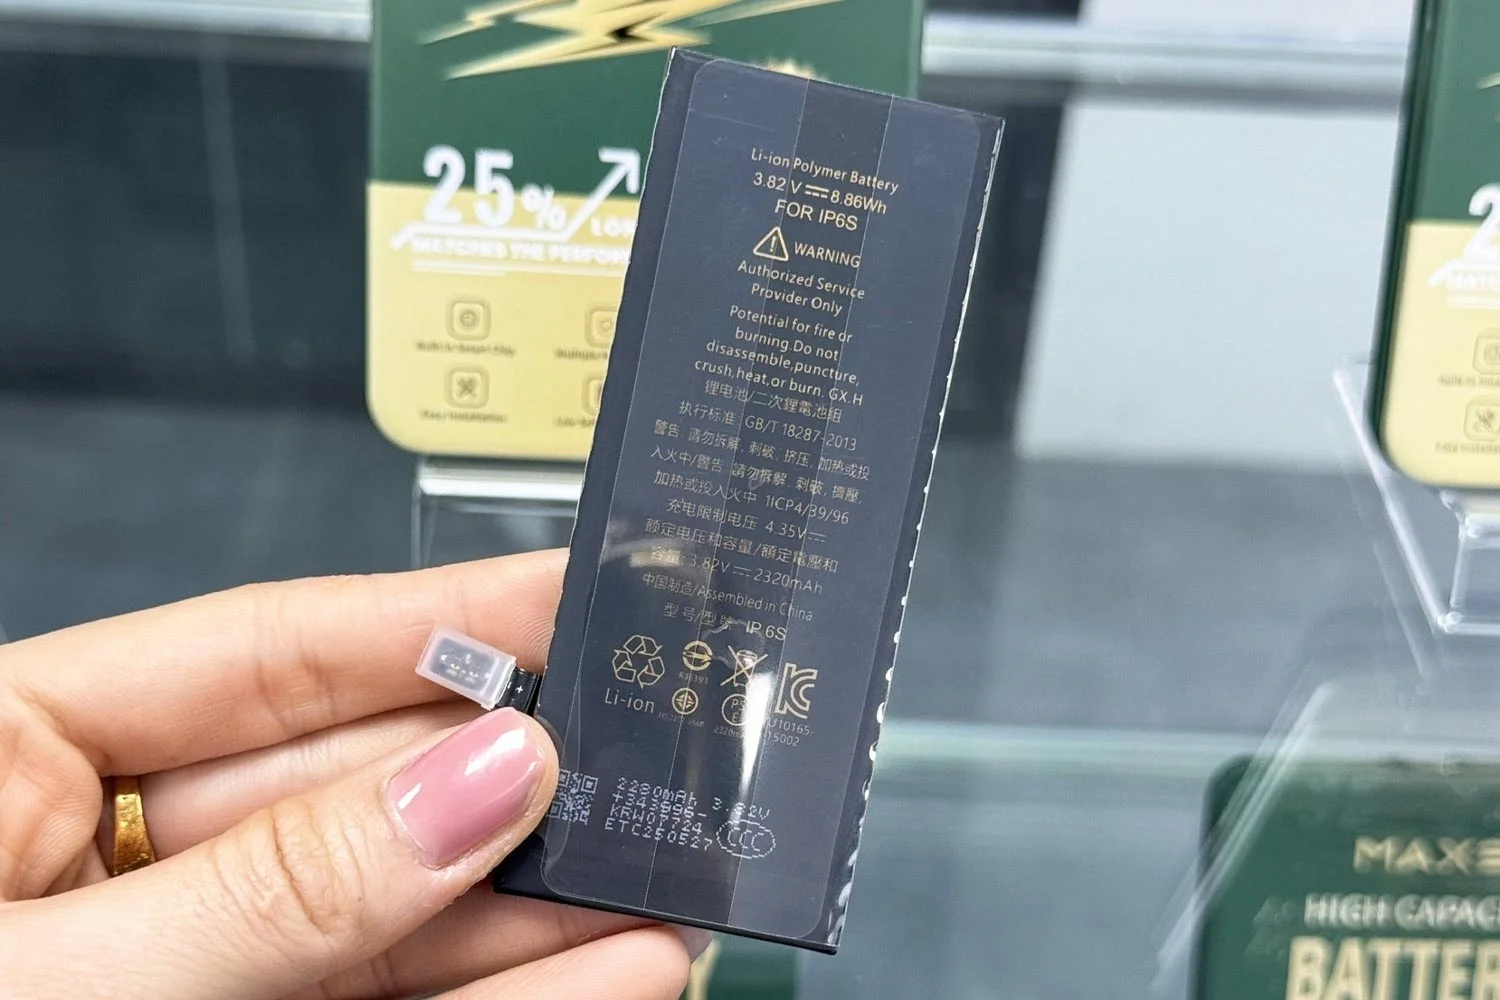 25%
Li-ion Polymer Battery
3.82 V ⎓ 8.86Wh
FOR IP6S
WARNING
Authorized Service
Provider Only
Potential for fire or
burning.Do not
disassemble,puncture,
crush,heat,or burn. GX.H
锂电池/二次鋰電池組
执行标准 GB/T 18287-2013
警告 请勿拆解, 刺破, 挤压, 加热或投
入火中/警告 請勿拆解, 刺破, 擠壓,
加热或投入火中 1ICP4/39/96
充电限制电压 4.35V⎓
额定电压和容量/額定電壓和
容量: 3.82V ⎓ 2320mAh
中国制造/Assembled in China
型号/型號 IP 6S
Li-ion
2280mAh 3.82V
ETC250527
CCC
HIGH
BATTER